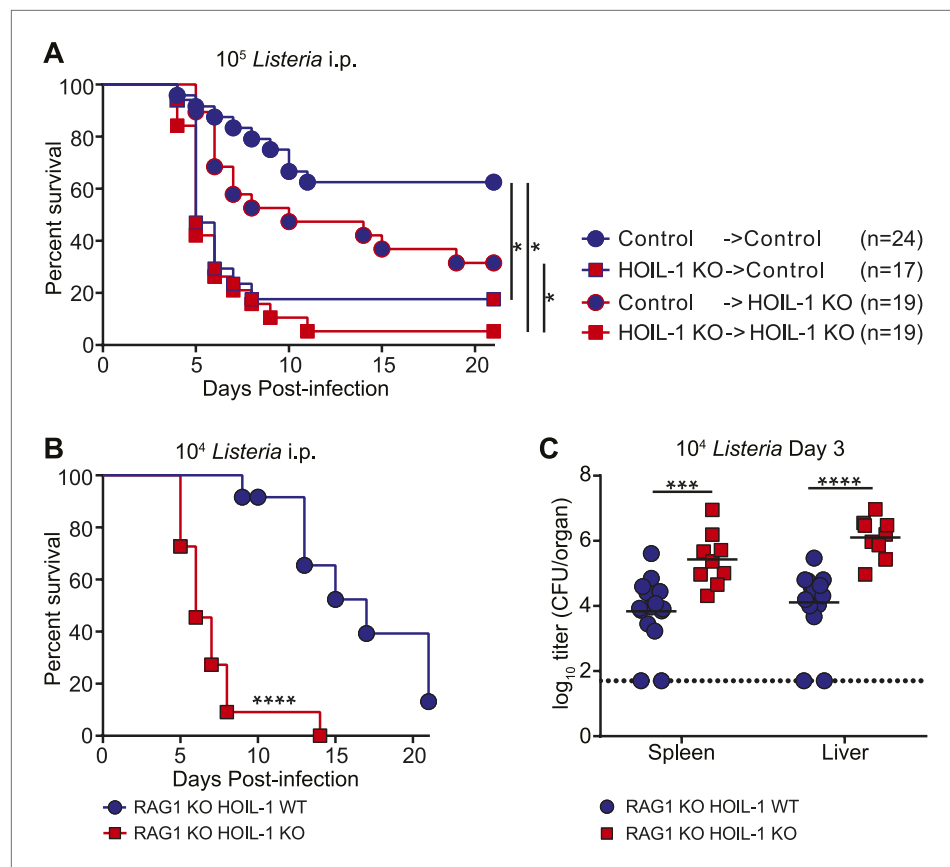 A
10⁵ Listeria i.p.
100
80
60
40
20
0
Percent survival
0 5 10 15 20
Days Post-infection
* * *
Control ->Control (n=24)
HOIL-1 KO->Control (n=17)
Control ->HOIL-1 KO (n=19)
HOIL-1 KO->HOIL-1 KO (n=19)
B
10⁴ Listeria i.p.
100
80
60
40
20
0
Percent survival
****
0 5 10 15 20
Days Post-infection
RAG1 KO HOIL-1 WT
RAG1 KO HOIL-1 KO
C
10⁴ Listeria Day 3
8
6
4
2
0
log₁₀ titer (CFU/organ)
*** ****
Spleen Liver
RAG1 KO HOIL-1 WT
RAG1 KO HOIL-1 KO